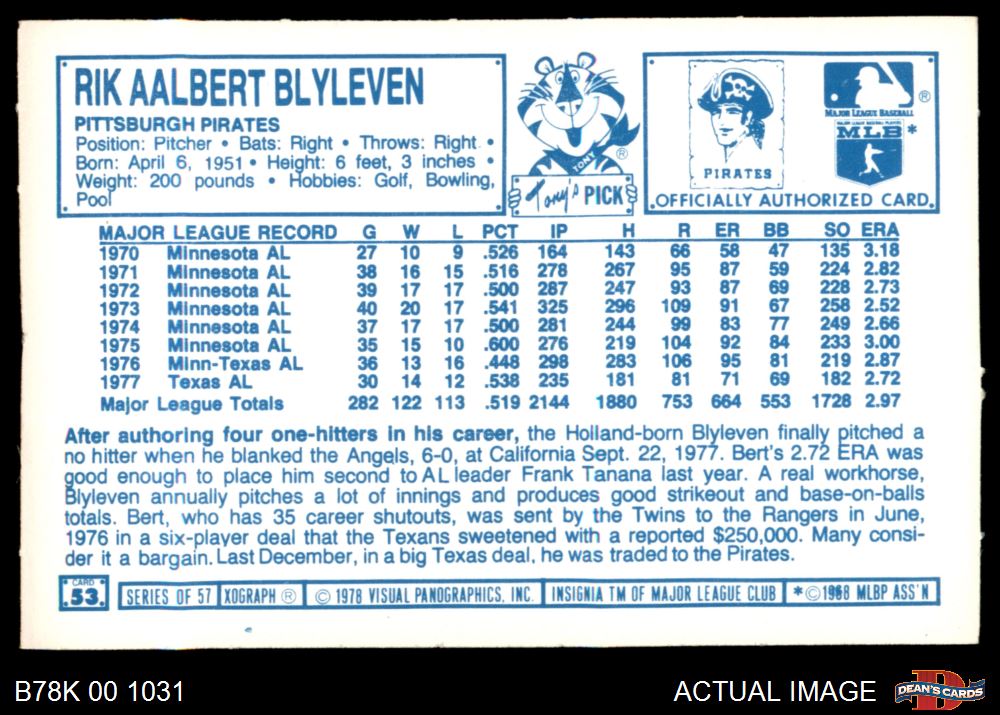 RIK AALBERT BLYLEVEN
PITTSBURGH PIRATES
Position: Pitcher • Bats: Right • Throws: Right •
Born: April 6, 1951 • Height: 6 feet, 3 inches •
Weight: 200 pounds • Hobbies: Golf, Bowling,
Pool
TONY
®
Tony's PICK
PIRATES
®
MAJOR LEAGUE BASEBALL
MAJOR LEAGUE BASEBALL PLAYERS
MLB *
OFFICIALLY AUTHORIZED CARD
MAJOR LEAGUE RECORD G W L PCT IP H R ER BB SO ERA
1970 Minnesota AL 27 10 9 .526 164 143 66 58 47 135 3.18
1971 Minnesota AL 38 16 15 .516 278 267 95 87 59 224 2.82
1972 Minnesota AL 39 17 17 .500 287 247 93 87 69 228 2.73
1973 Minnesota AL 40 20 17 .541 325 296 109 91 67 258 2.52
1974 Minnesota AL 37 17 17 .500 281 244 99 83 77 249 2.66
1975 Minnesota AL 35 15 10 .600 276 219 104 92 84 233 3.00
1976 Minn-Texas AL 36 13 16 .448 298 283 106 95 81 219 2.87
1977 Texas AL 30 14 12 .538 235 181 81 71 69 182 2.72
Major League Totals 282 122 113 .519 2144 1880 753 664 553 1728 2.97
After authoring four one-hitters in his career, the Holland-born Blyleven finally pitched a
no hitter when he blanked the Angels, 6-0, at California Sept. 22, 1977. Bert's 2.72 ERA was
good enough to place him second to AL leader Frank Tanana last year. A real workhorse,
Blyleven annually pitches a lot of innings and produces good strikeout and base-on-balls
totals. Bert, who has 35 career shutouts, was sent by the Twins to the Rangers in June,
1976 in a six-player deal that the Texans sweetened with a reported $250,000. Many consi-
der it a bargain. Last December, in a big Texas deal, he was traded to the Pirates.
CARD
53
SERIES OF 57 XOGRAPH ® © 1978 VISUAL PANOGRAPHICS, INC. INSIGNIA TM OF MAJOR LEAGUE CLUB *©1968 MLBP ASS'N
B78K 00 1031
ACTUAL IMAGE
DEAN'S CARDS